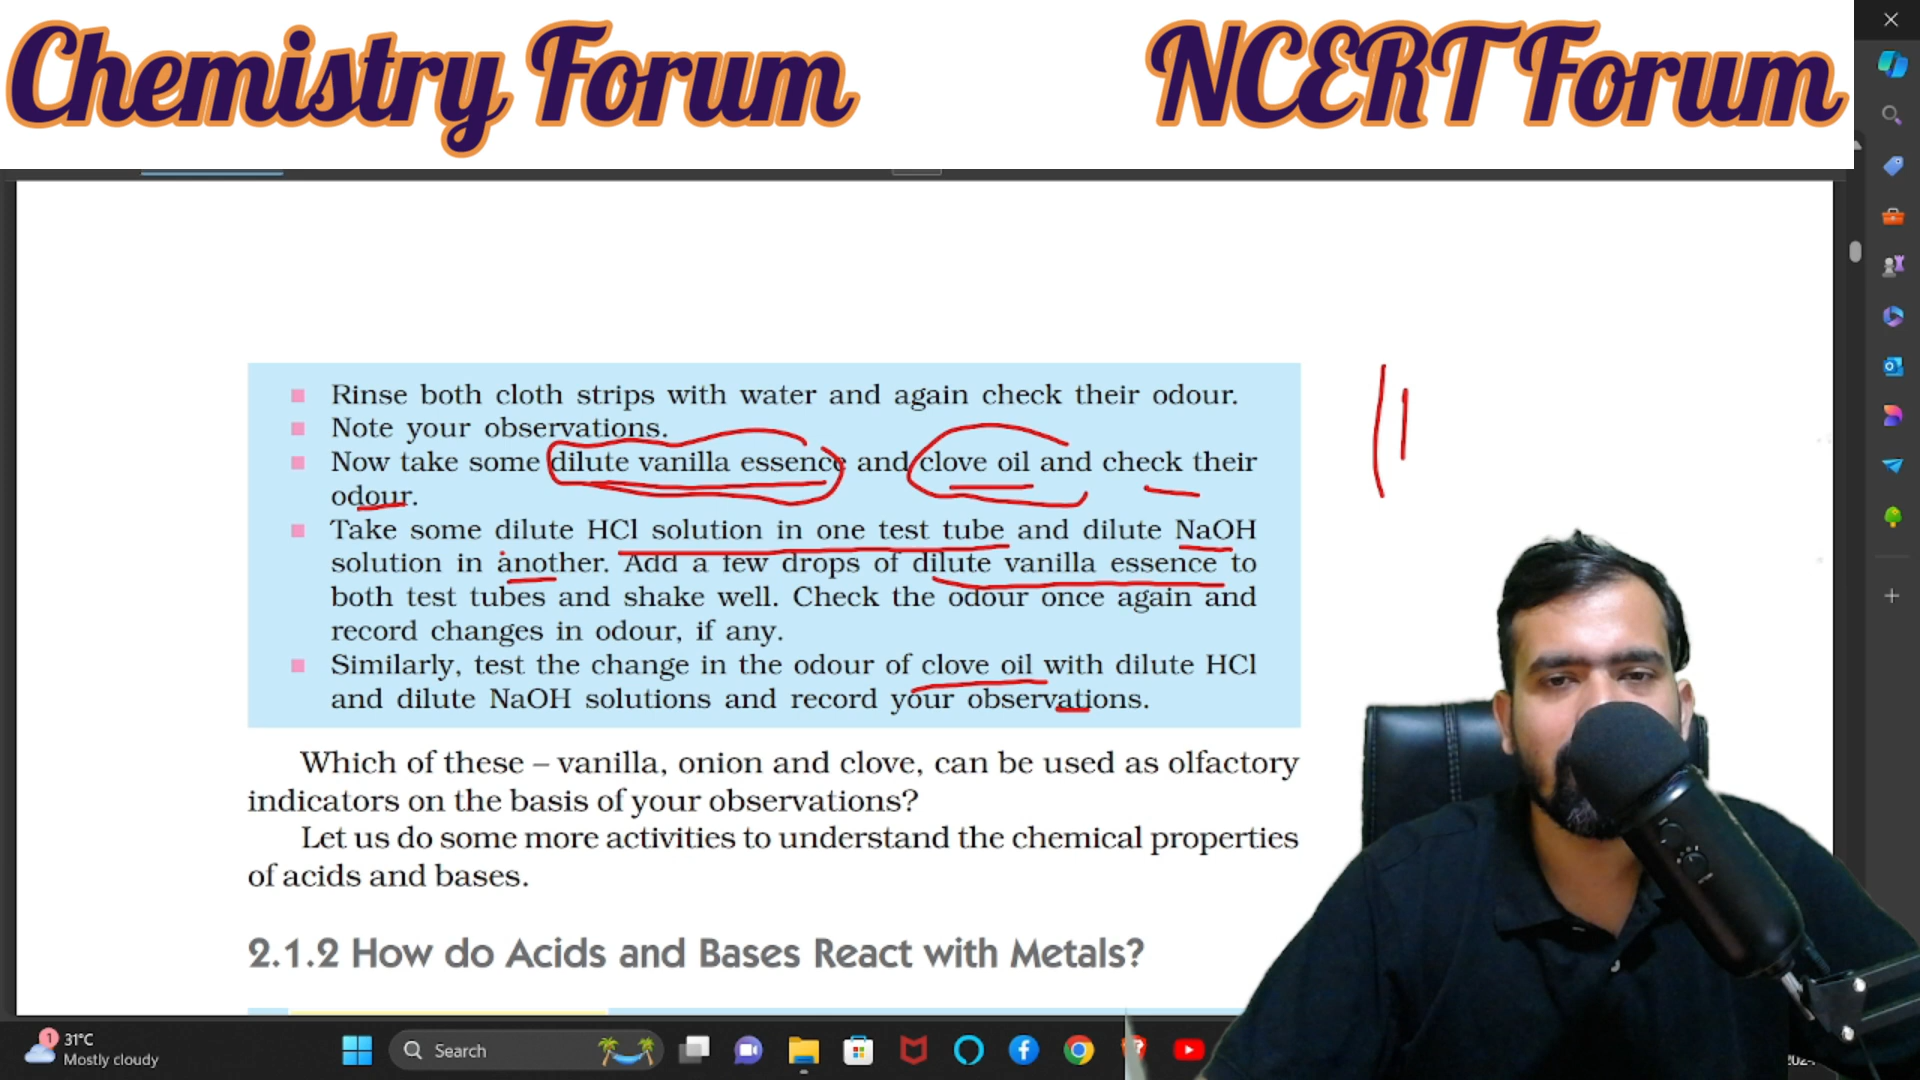 Chemistry Forum
NCERT Forum
Rinse both cloth strips with water and again check their odour.
Note your observations.
Now take some dilute vanilla essence and clove oil and check their
odour.
Take some dilute HCl solution in one test tube and dilute NaOH
solution in another. Add a few drops of dilute vanilla essence to
both test tubes and shake well. Check the odour once again and
record changes in odour, if any.
Similarly, test the change in the odour of clove oil with dilute HCl
and dilute NaOH solutions and record your observations.
Which of these – vanilla, onion and clove, can be used as olfactory
indicators on the basis of your observations?
Let us do some more activities to understand the chemical properties
of acids and bases.
2.1.2 How do Acids and Bases React with Metals?
1
31°C
Mostly cloudy
Search